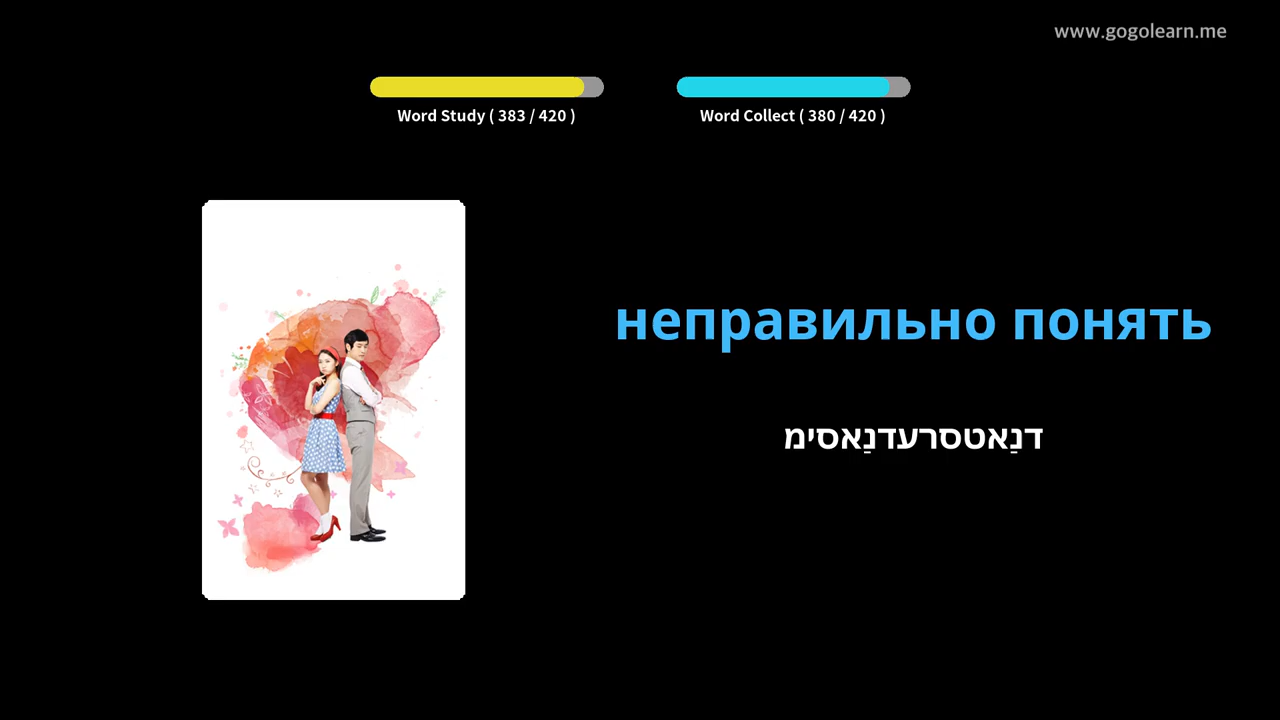 www.gogolearn.me
Word Study ( 383 / 420 )
Word Collect ( 380 / 420 )
неправильно понять
דנַאטסרעדנַאסימ